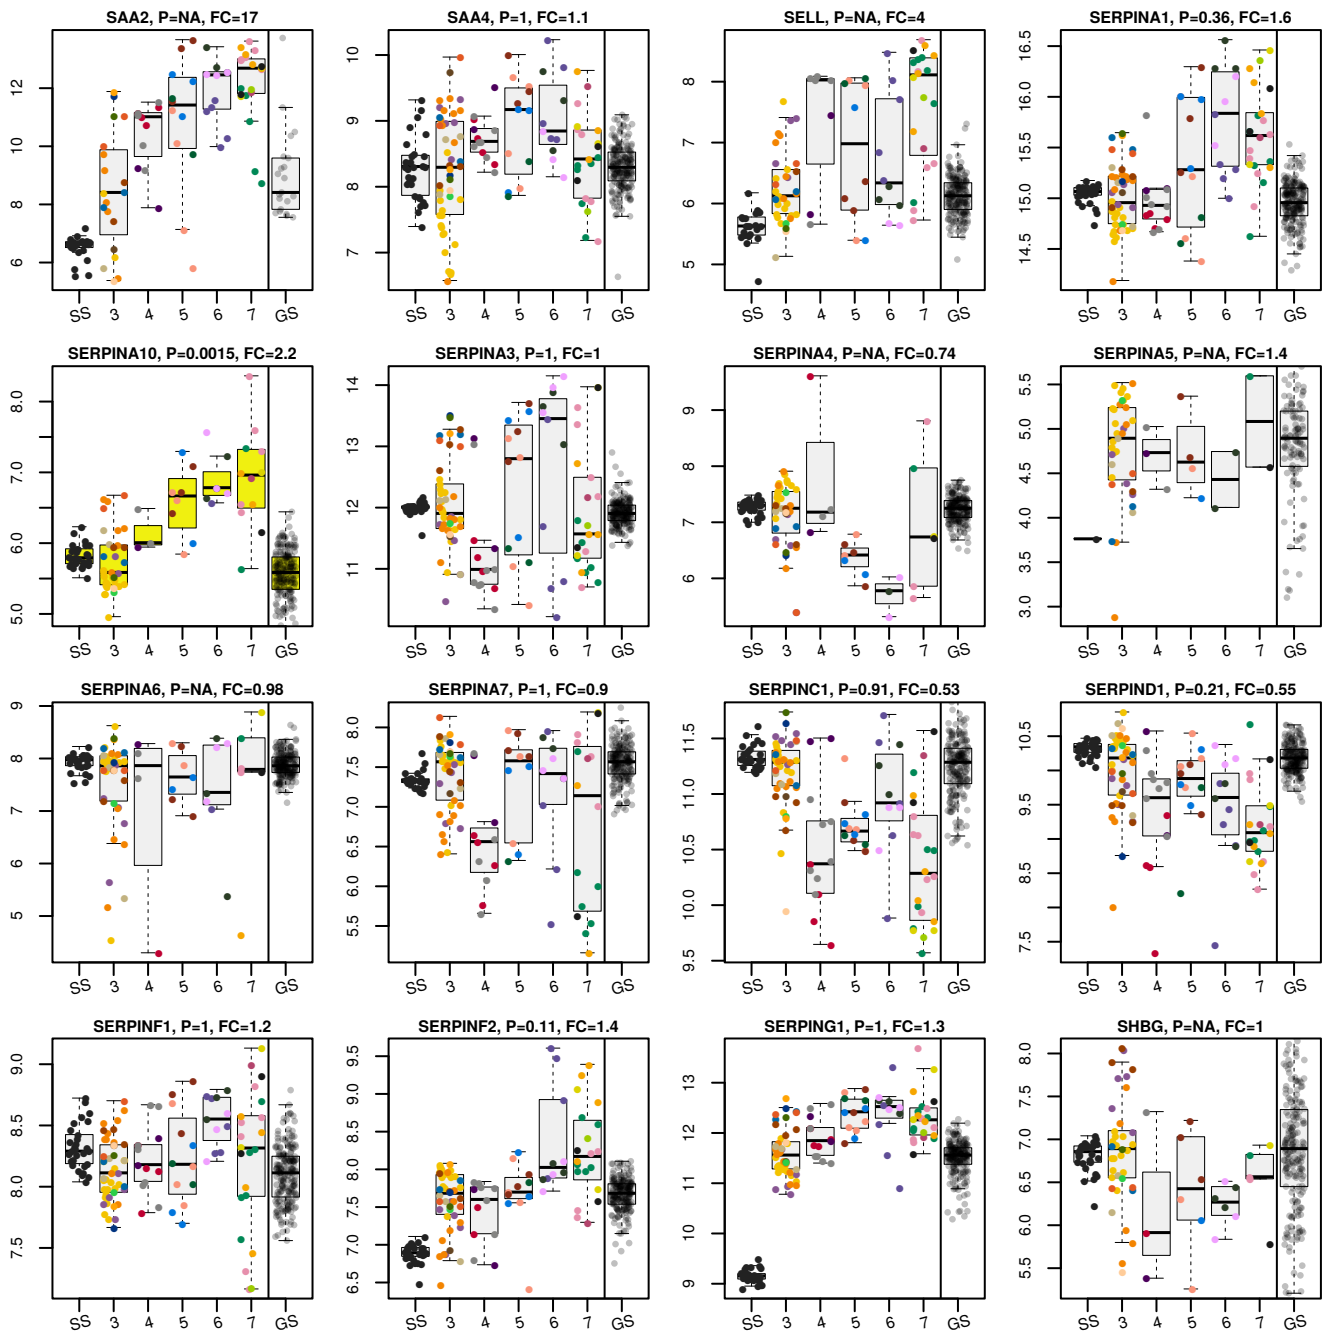 SAA2, P=NA, FC=17
SAA4, P=1, FC=1.1
SELL, P=NA, FC=4
SERPINA1, P=0.36, FC=1.6
6 8 10 12
7 8 9 10
5 6 7 8
14.5 15.0 15.5 16.0 16.5
SS 3 4 5 6 7 GS
SS 3 4 5 6 7 GS
SS 3 4 5 6 7 GS
SS 3 4 5 6 7 GS
SERPINA10, P=0.0015, FC=2.2
SERPINA3, P=1, FC=1
SERPINA4, P=NA, FC=0.74
SERPINA5, P=NA, FC=1.4
5.0 6.0 7.0 8.0
11 12 13 14
6 7 8 9
3.0 3.5 4.0 4.5 5.0 5.5
SS 3 4 5 6 7 GS
SS 3 4 5 6 7 GS
SS 3 4 5 6 7 GS
SS 3 4 5 6 7 GS
SERPINA6, P=NA, FC=0.98
SERPINA7, P=1, FC=0.9
SERPINC1, P=0.91, FC=0.53
SERPIND1, P=0.21, FC=0.55
5 6 7 8 9
5.5 6.0 6.5 7.0 7.5 8.0
9.5 10.0 10.5 11.0 11.5
7.5 8.5 9.5 10.5
SS 3 4 5 6 7 GS
SS 3 4 5 6 7 GS
SS 3 4 5 6 7 GS
SS 3 4 5 6 7 GS
SERPINF1, P=1, FC=1.2
SERPINF2, P=0.11, FC=1.4
SERPING1, P=1, FC=1.3
SHBG, P=NA, FC=1
7.5 8.0 8.5 9.0
6.5 7.0 7.5 8.0 8.5 9.0 9.5
9 10 11 12 13
5.5 6.0 6.5 7.0 7.5 8.0
SS 3 4 5 6 7 GS
SS 3 4 5 6 7 GS
SS 3 4 5 6 7 GS
SS 3 4 5 6 7 GS